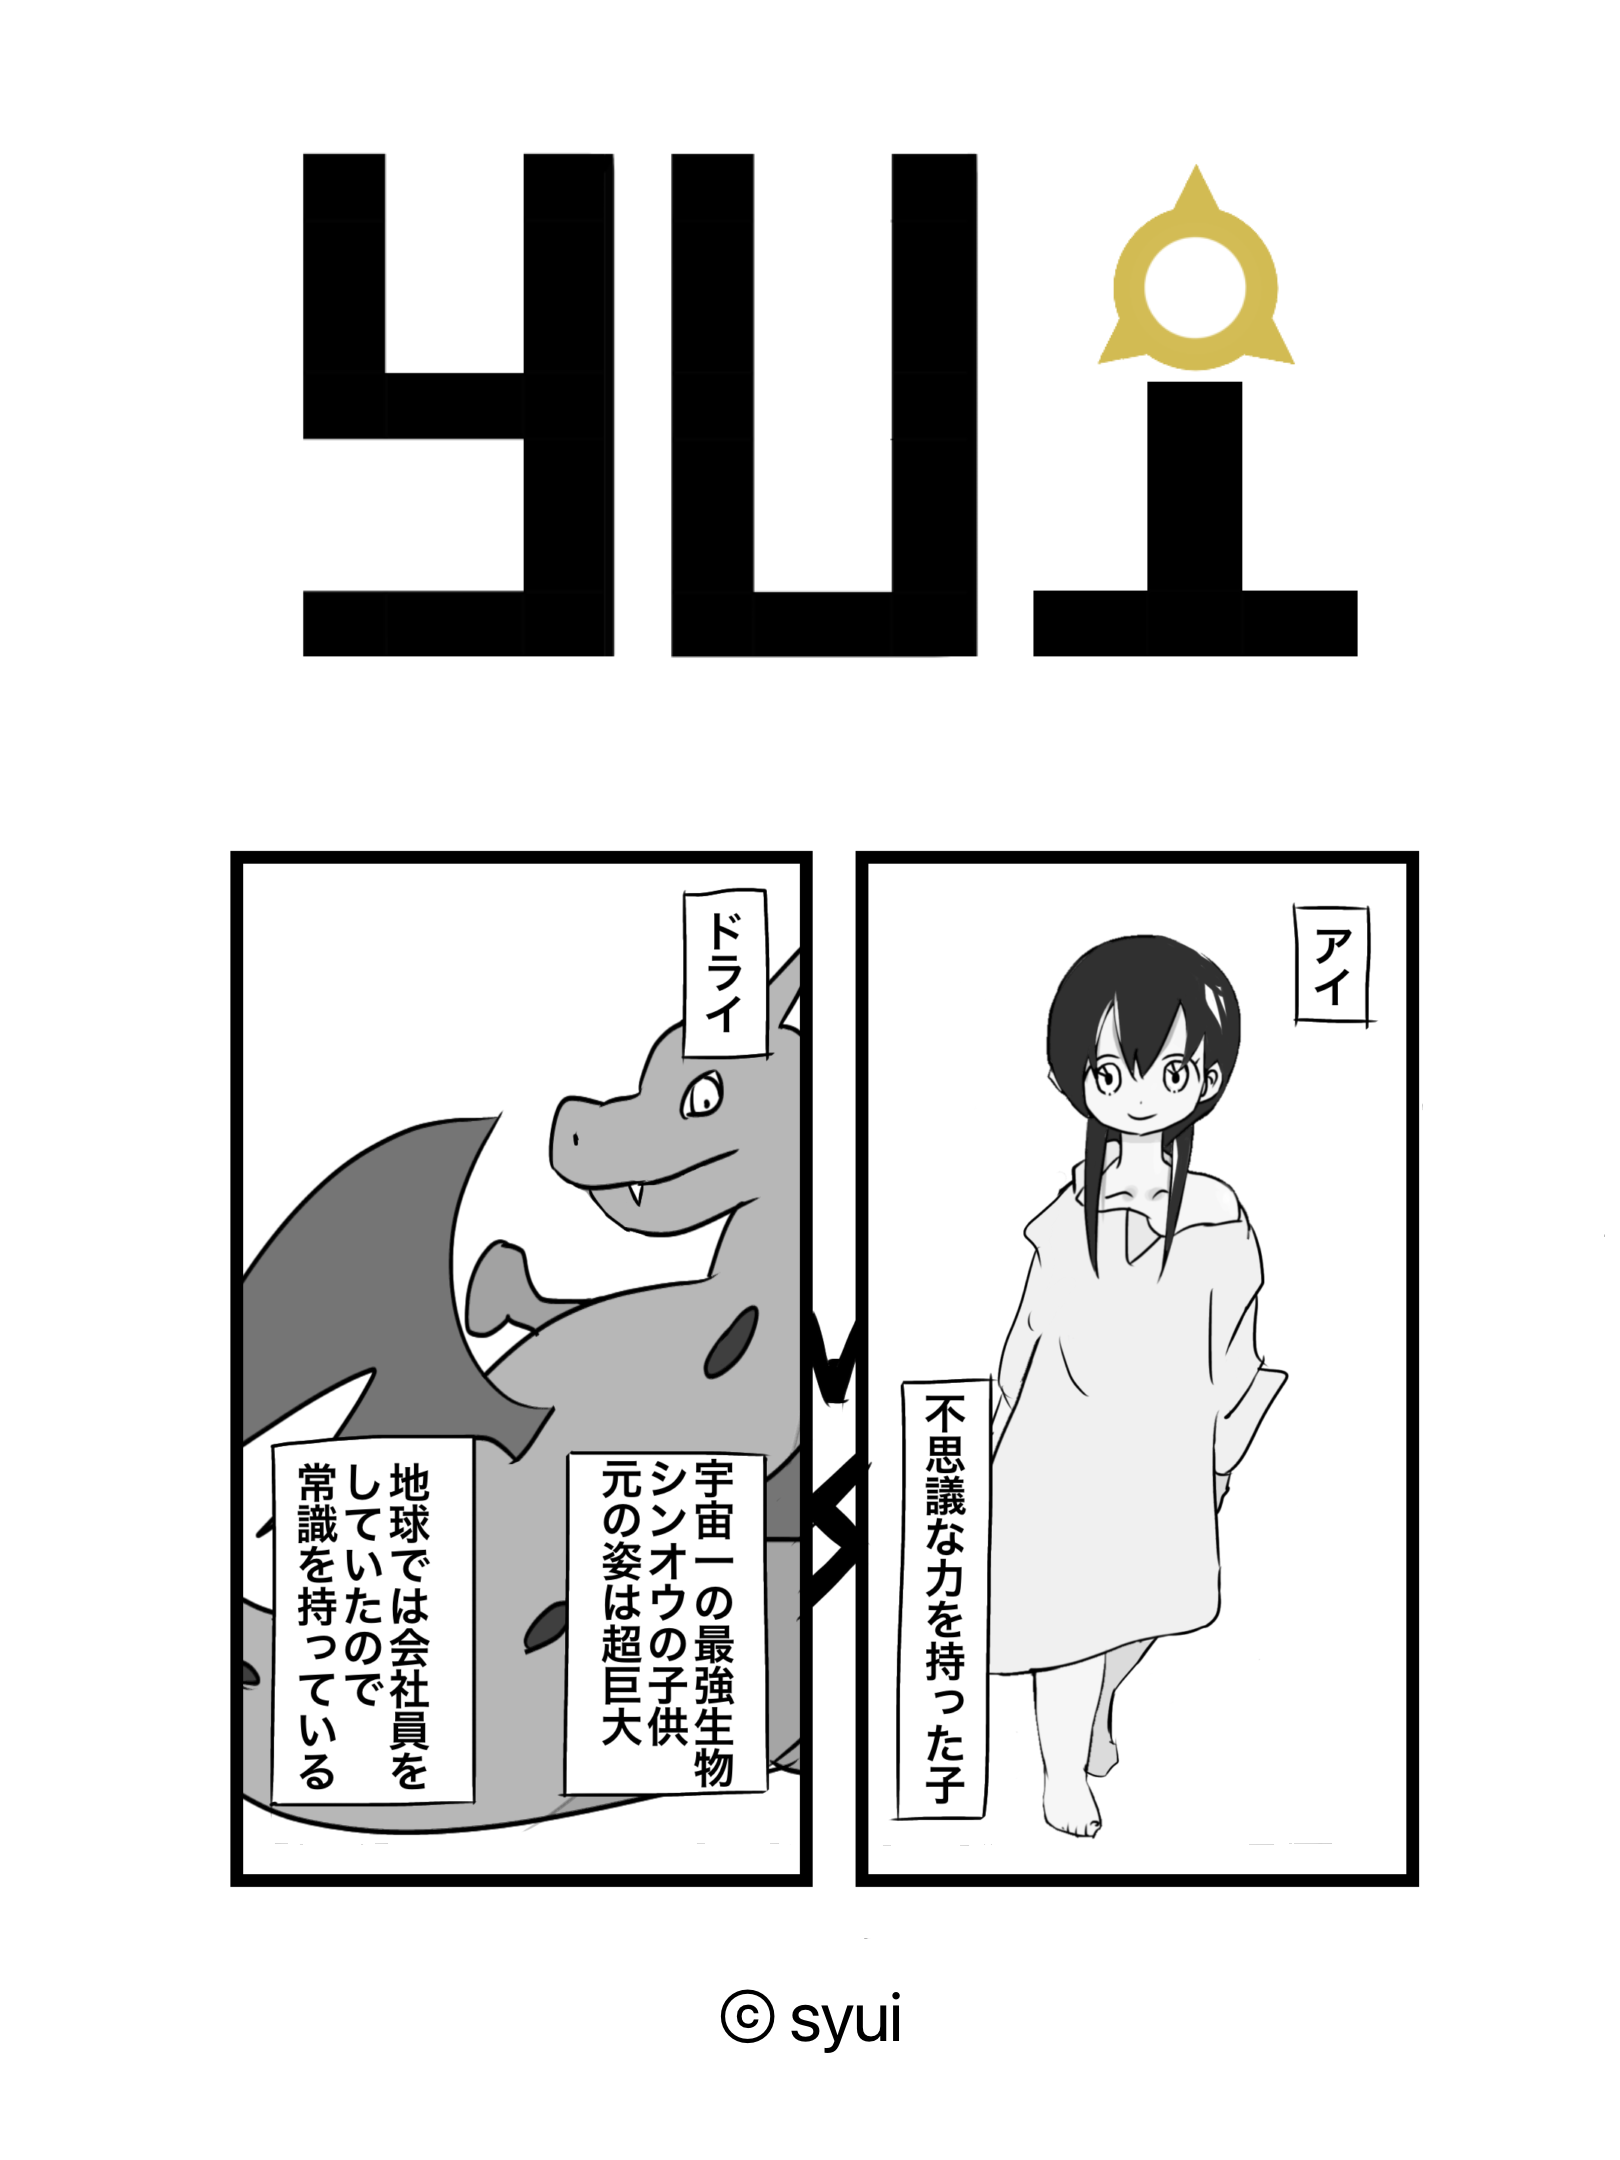 yui
アイ
不思議な力を持った子
ドライ
宇宙一の最強生物
シンオウの子供
元の姿は超巨大
地球では会社員を
していたので
常識を持っている
© syui